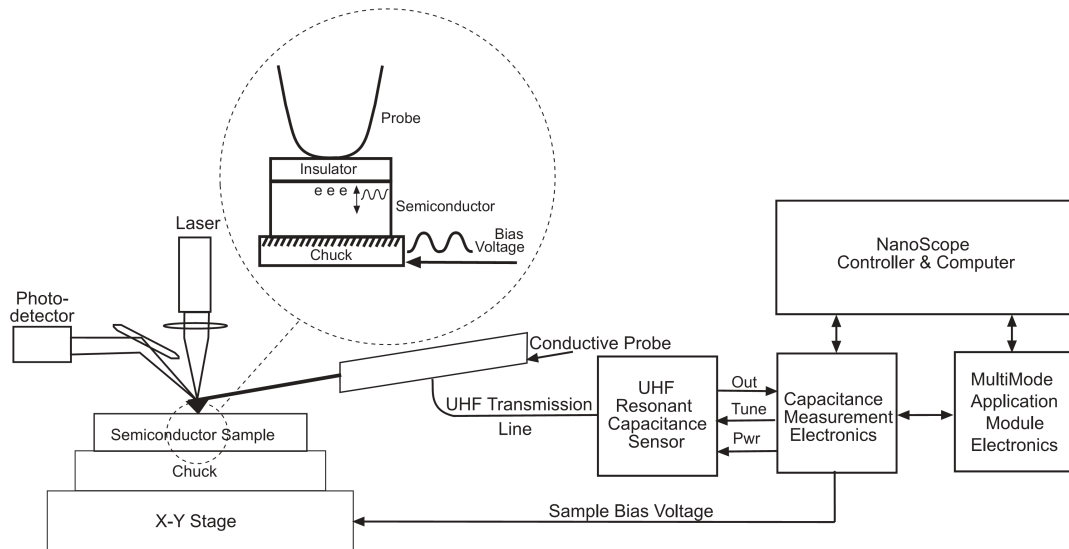 Probe
Insulator
e e e
Semiconductor
Bias
Voltage
Chuck
Laser
Photo-
detector
NanoScope
Controller & Computer
Conductive Probe
UHF Transmission
Line
UHF
Resonant
Capacitance
Sensor
Out
Tune
Pwr
Capacitance
Measurement
Electronics
MultiMode
Application
Module
Electronics
Semiconductor Sample
Chuck
X-Y Stage
Sample Bias Voltage